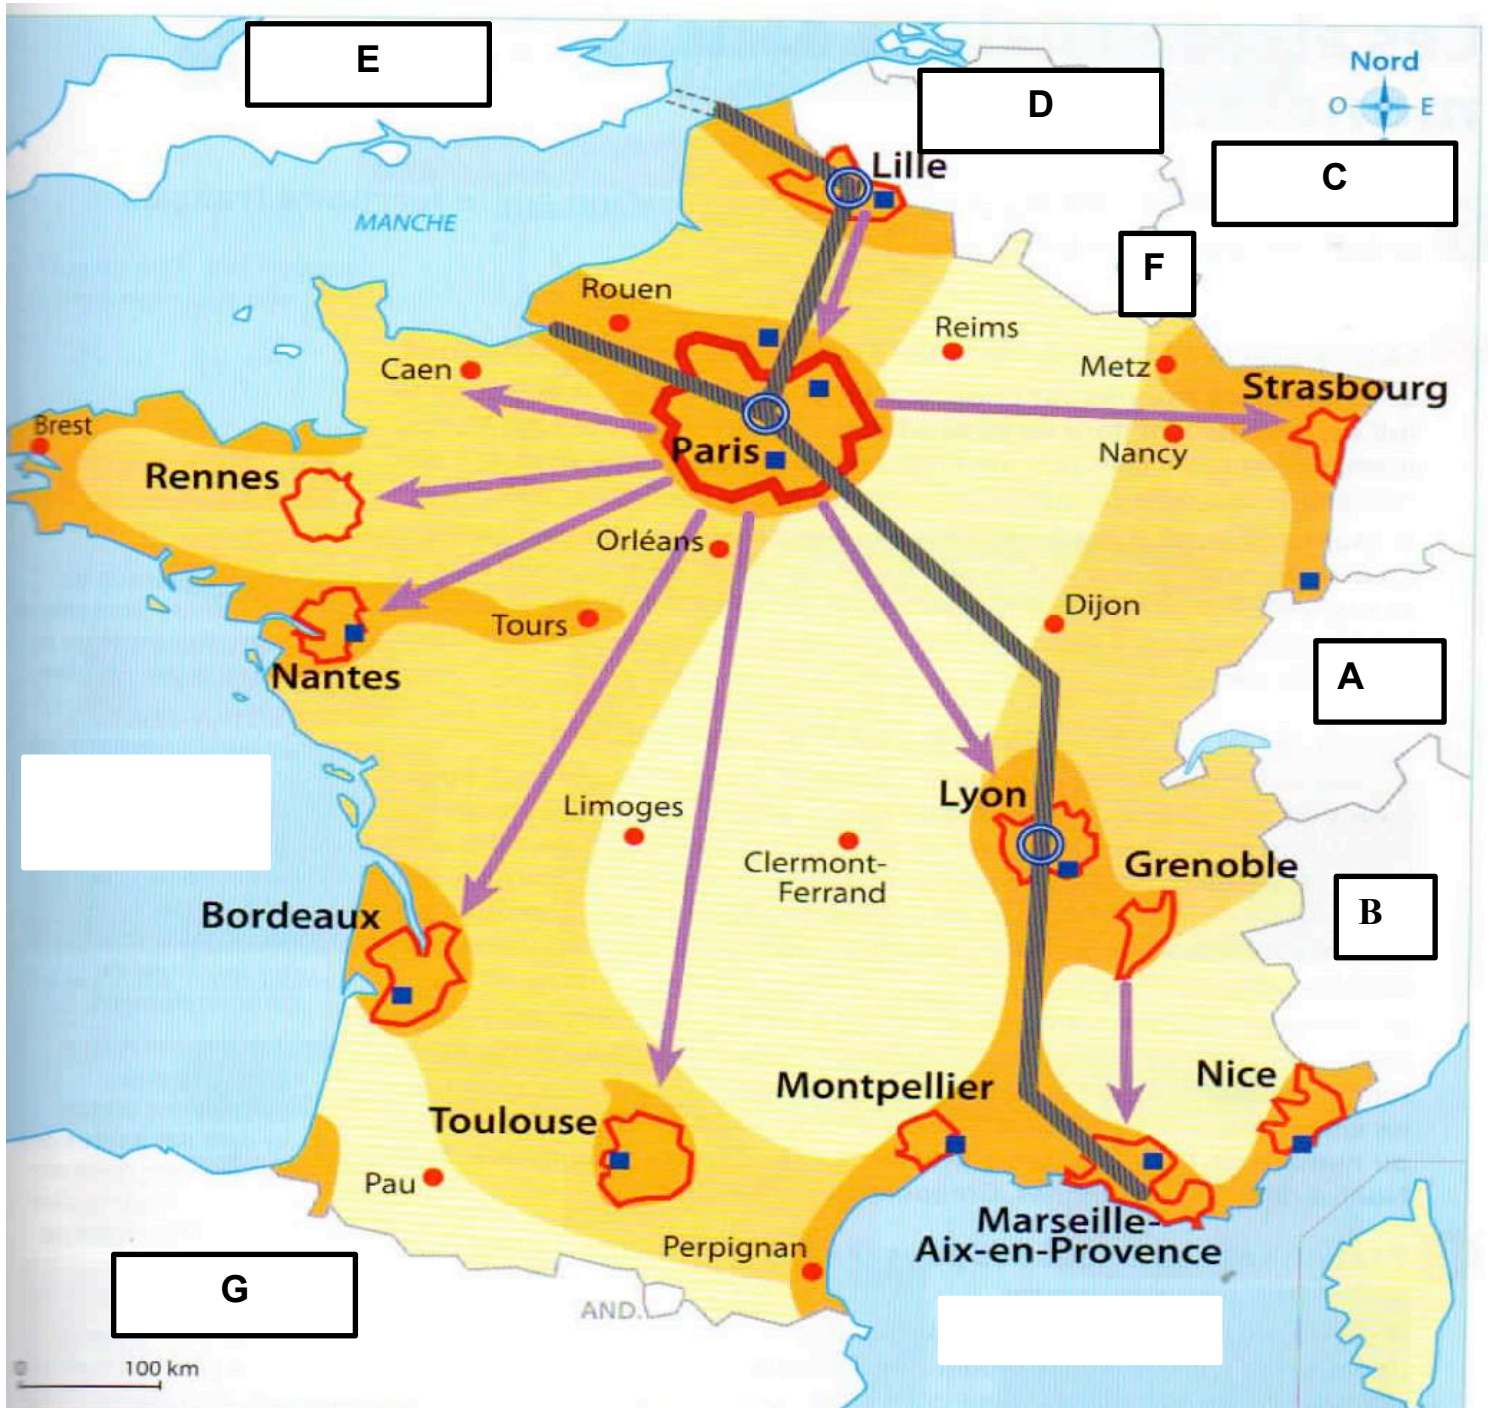 E
Nord
D
O E
C
Lille
MANCHE
F
Rouen
Reims
Caen
Metz
Strasbourg
Brest
Paris
Nancy
Rennes
Orléans
Dijon
Tours
Nantes
A
Lyon
Limoges
Clermont-
Ferrand
Grenoble
B
Bordeaux
Nice
Montpellier
Toulouse
Pau
Marseille-
Aix-en-Provence
Perpignan
G
AND.
0 100 km